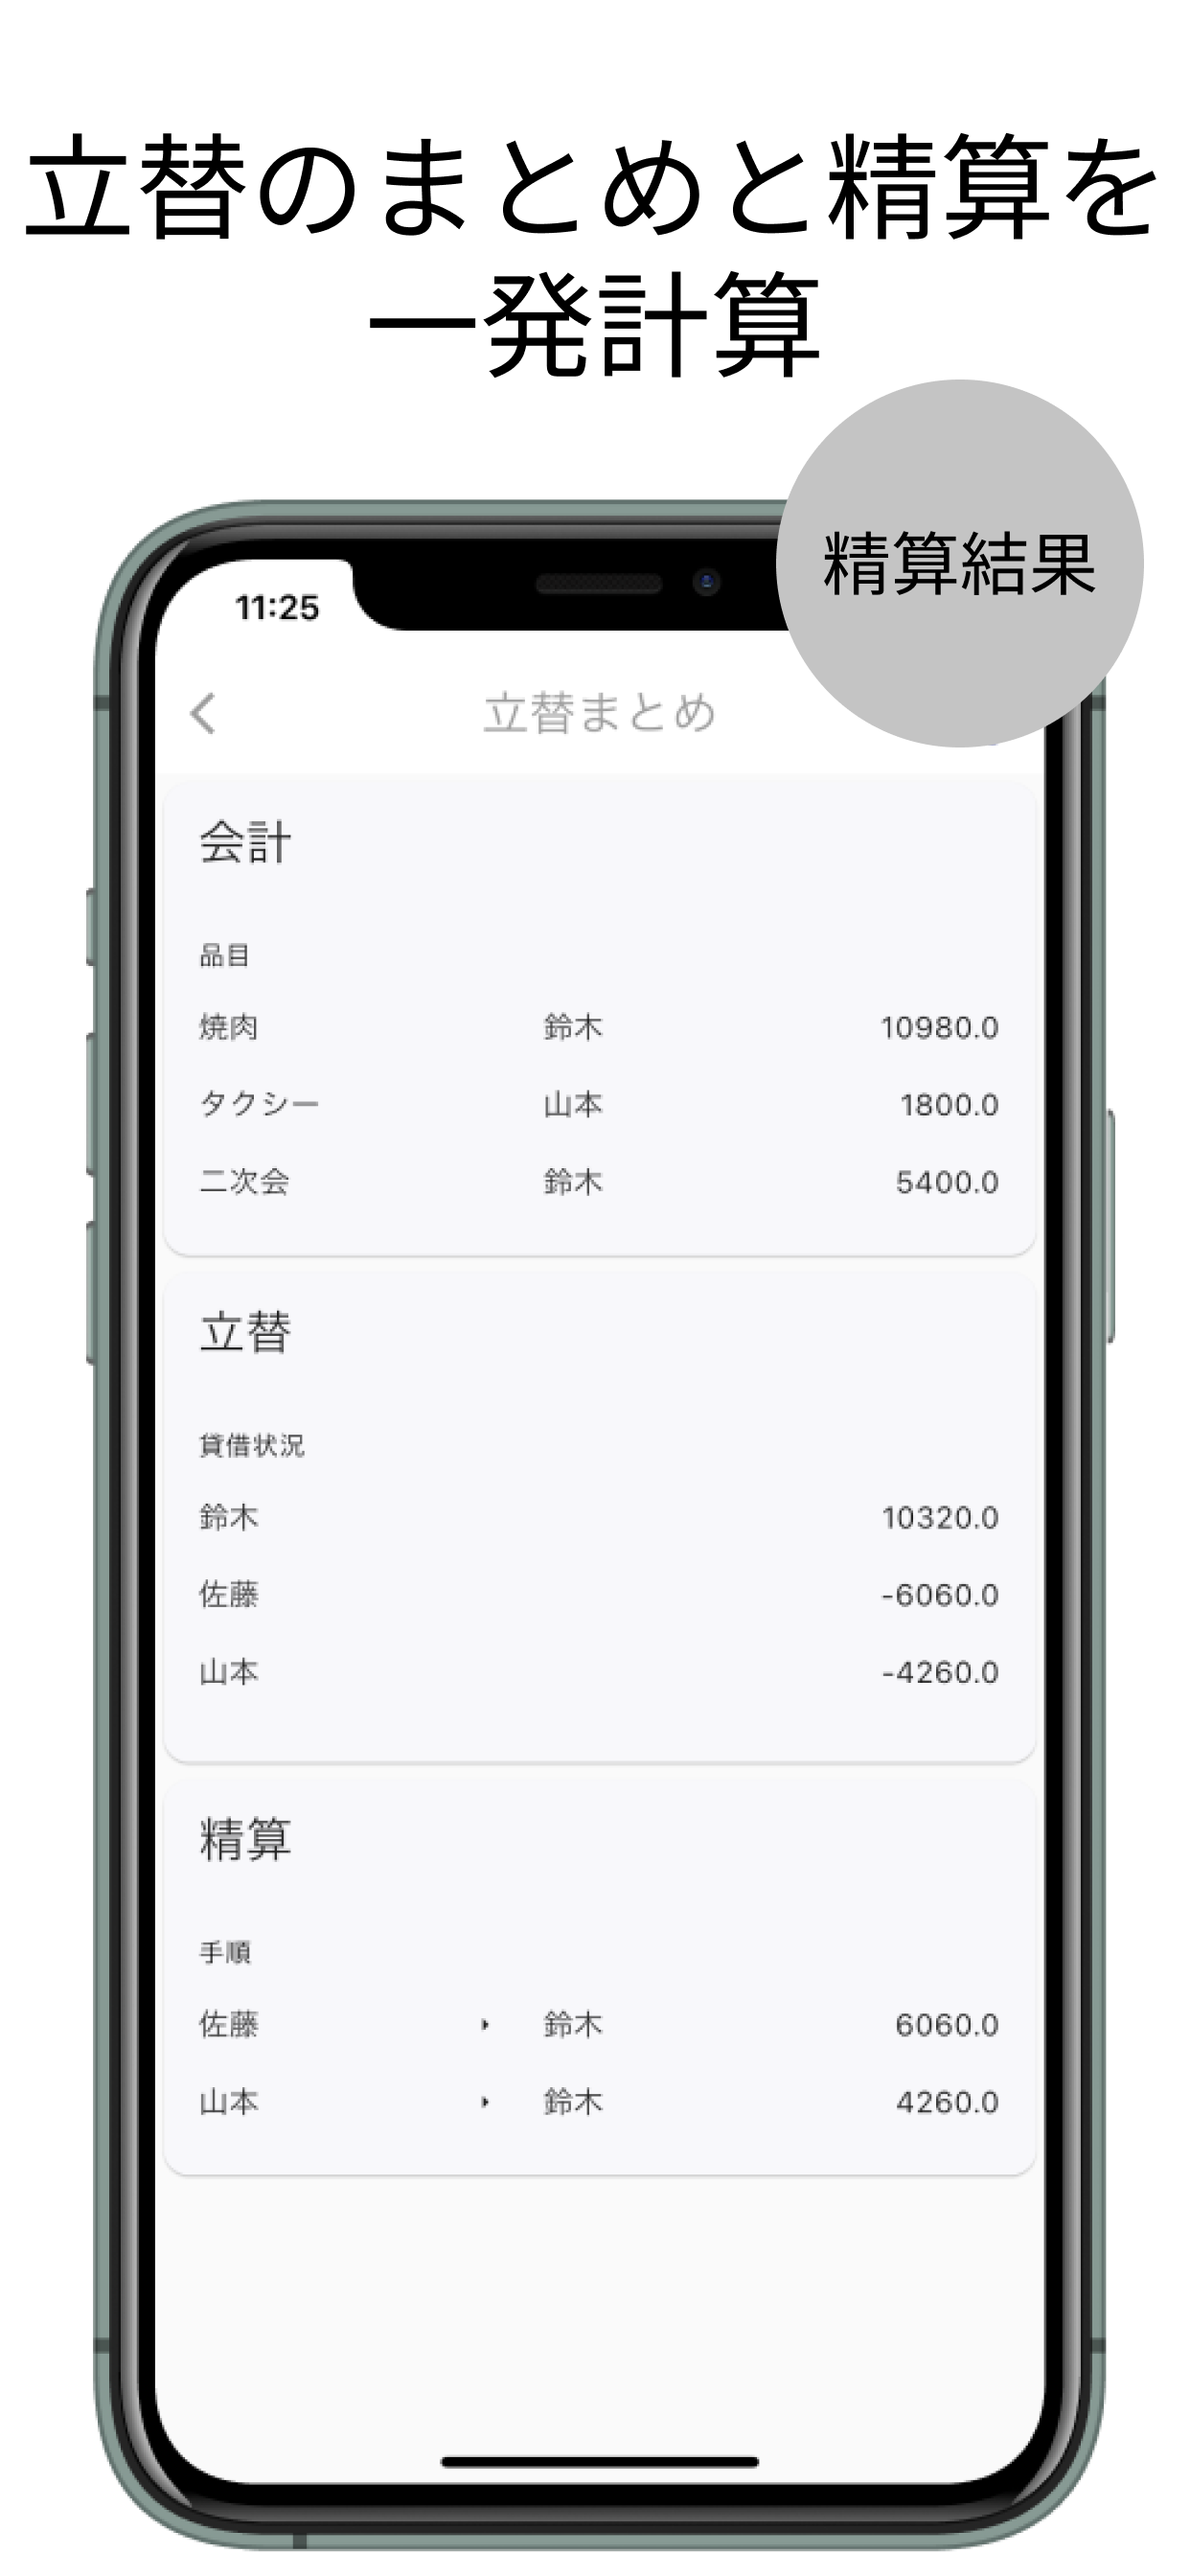 立替のまとめと精算を
一発計算
精算結果
11:25
立替まとめ
会計
品目
焼肉 鈴木 10980.0
タクシー 山本 1800.0
二次会 鈴木 5400.0
立替
貸借状況
鈴木 10320.0
佐藤 -6060.0
山本 -4260.0
精算
手順
佐藤 鈴木 6060.0
山本 鈴木 4260.0